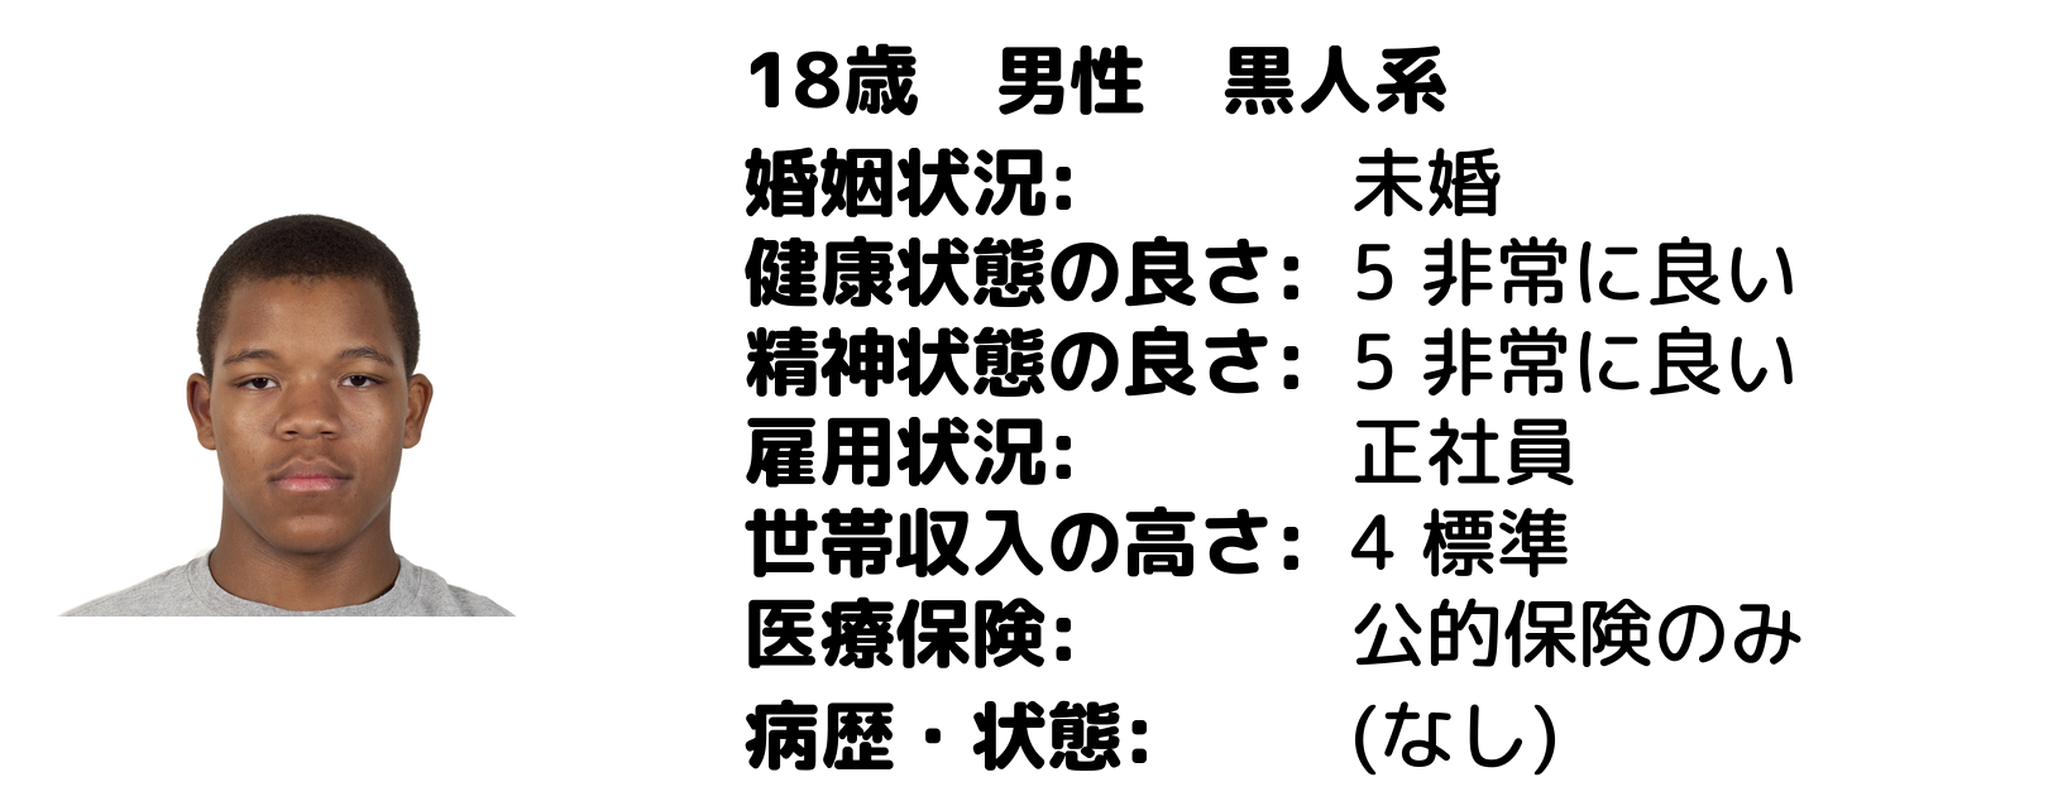 18歳　男性　黒人系
婚姻状況: 未婚
健康状態の良さ: 5 非常に良い
精神状態の良さ: 5 非常に良い
雇用状況: 正社員
世帯収入の高さ: 4 標準
医療保険: 公的保険のみ
病歴・状態: (なし)